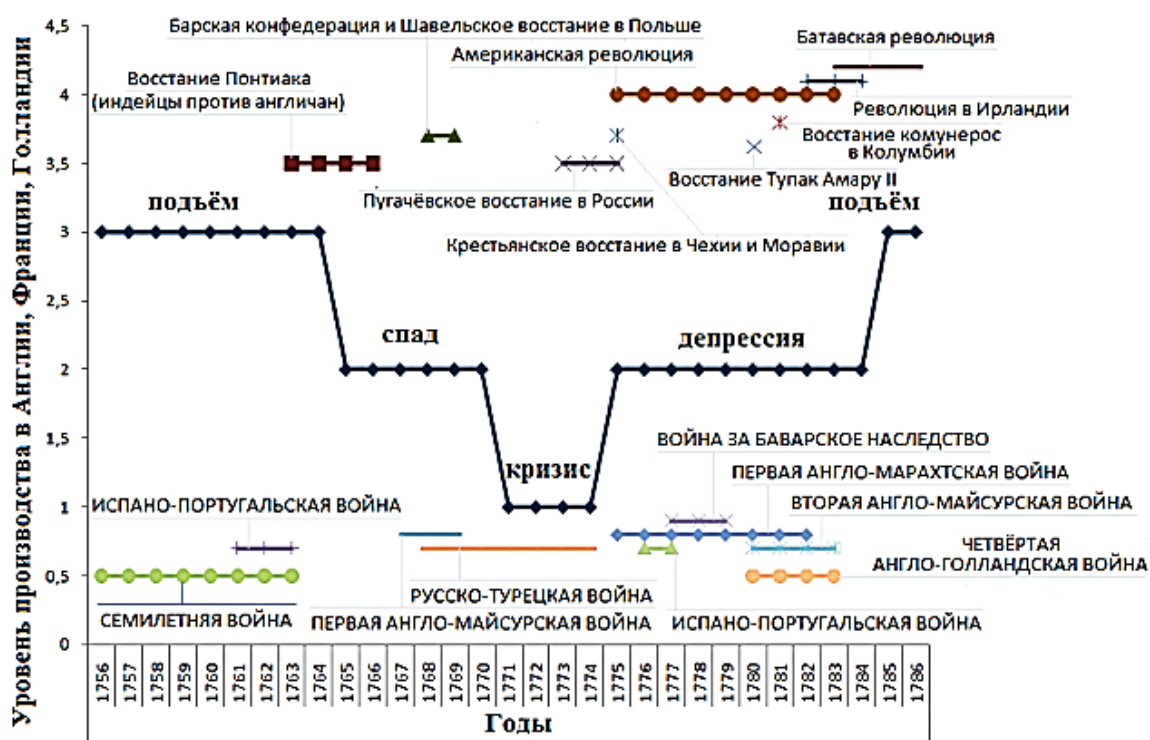 Уровень производства в Англии, Франции, Голландии
4,5
4
3,5
3
2,5
2
1,5
1
0,5
0
Барская конфедерация и Шавельское восстание в Польше
Американская революция
Батавская революция
Восстание Понтиака
(индейцы против англичан)
Революция в Ирландии
Восстание комунерос
в Колумбии
Восстание Тупак Амару II
Пугачёвское восстание в России
Крестьянское восстание в Чехии и Моравии
подъём
подъём
спад
депрессия
кризис
ВОЙНА ЗА БАВАРСКОЕ НАСЛЕДСТВО
ПЕРВАЯ АНГЛО-МАРАХТСКАЯ ВОЙНА
ИСПАНО-ПОРТУГАЛЬСКАЯ ВОЙНА
ВТОРАЯ АНГЛО-МАЙСУРСКАЯ ВОЙНА
ЧЕТВЁРТАЯ
АНГЛО-ГОЛЛАНДСКАЯ ВОЙНА
РУССКО-ТУРЕЦКАЯ ВОЙНА
СЕМИЛЕТНЯЯ ВОЙНА
ПЕРВАЯ АНГЛО-МАЙСУРСКАЯ ВОЙНА
ИСПАНО-ПОРТУГАЛЬСКАЯ ВОЙНА
1756
1757
1758
1759
1760
1761
1762
1763
1764
1765
1766
1767
1768
1769
1770
1771
1772
1773
1774
1775
1776
1777
1778
1779
1780
1781
1782
1783
1784
1785
1786
Годы